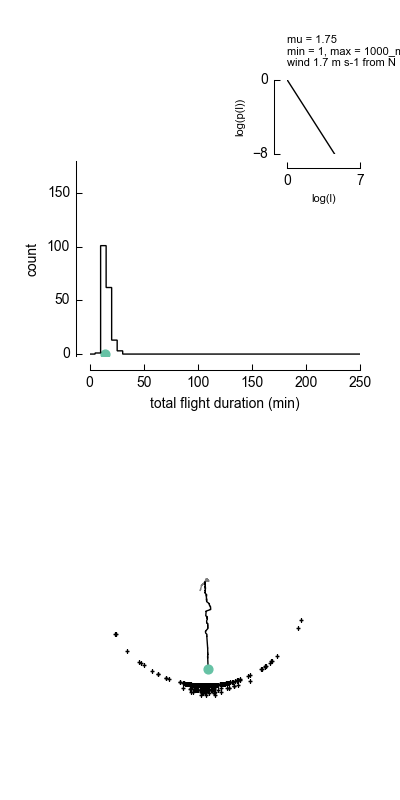 mu = 1.75
min = 1, max = 1000_m
wind 1.7 m s-1 from N
0
log(p(l))
−8
0 7
log(l)
150
100
count
50
0
0 50 100 150 200 250
total flight duration (min)